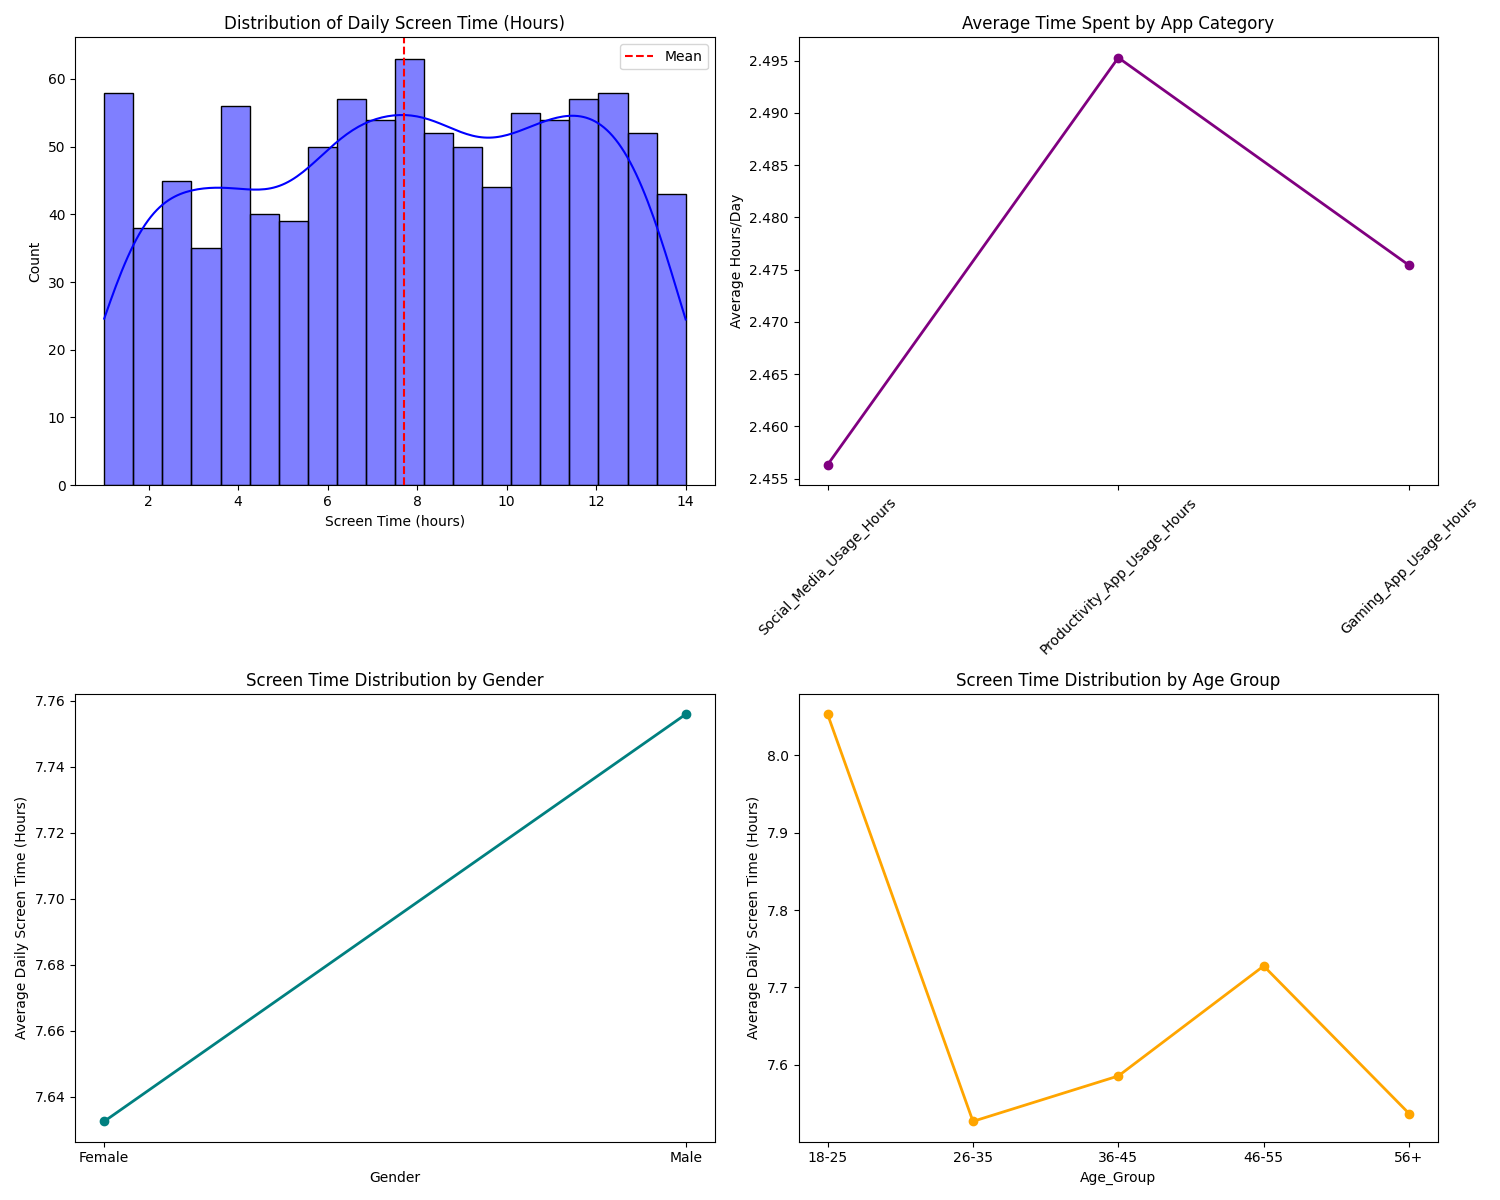 Distribution of Daily Screen Time (Hours)
Mean
60
50
40
30
20
10
0
Count
2 4 6 8 10 12 14
Screen Time (hours)
Average Time Spent by App Category
2.495
2.490
2.485
2.480
2.475
2.470
2.465
2.460
2.455
Average Hours/Day
Social_Media_Usage_Hours
Productivity_App_Usage_Hours
Gaming_App_Usage_Hours
Screen Time Distribution by Gender
7.76
7.74
7.72
7.70
7.68
7.66
7.64
Average Daily Screen Time (Hours)
Female Male
Gender
Screen Time Distribution by Age Group
8.0
7.9
7.8
7.7
7.6
Average Daily Screen Time (Hours)
18-25 26-35 36-45 46-55 56+
Age_Group